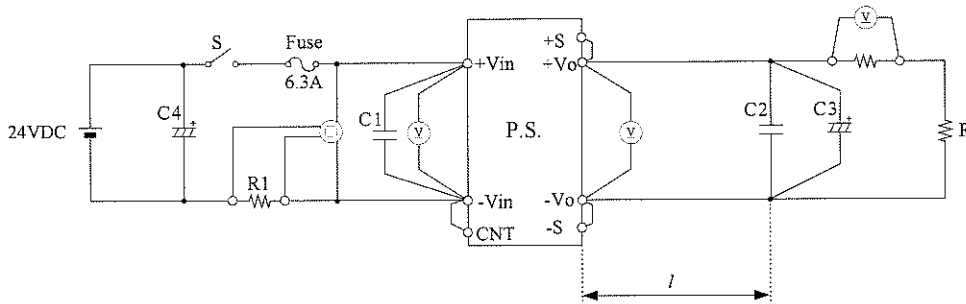 S
Fuse
6.3A
24VDC
C4
R1
C1
V
+Vin
-Vin
CNT
P.S.
+S
+Vo
-Vo
-S
V
C2
C3
V
l